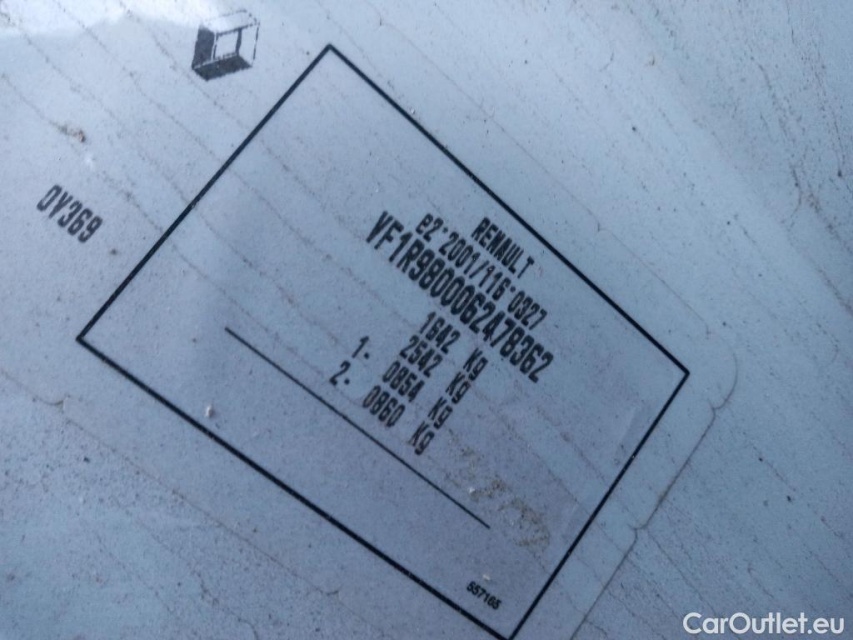 OV369
RENAULT
e2*2001/116*0327
VF1R9800062478362
1642 Kg
2542 Kg
1- 0854 Kg
2- 0860 Kg
557165
CarOutlet.eu